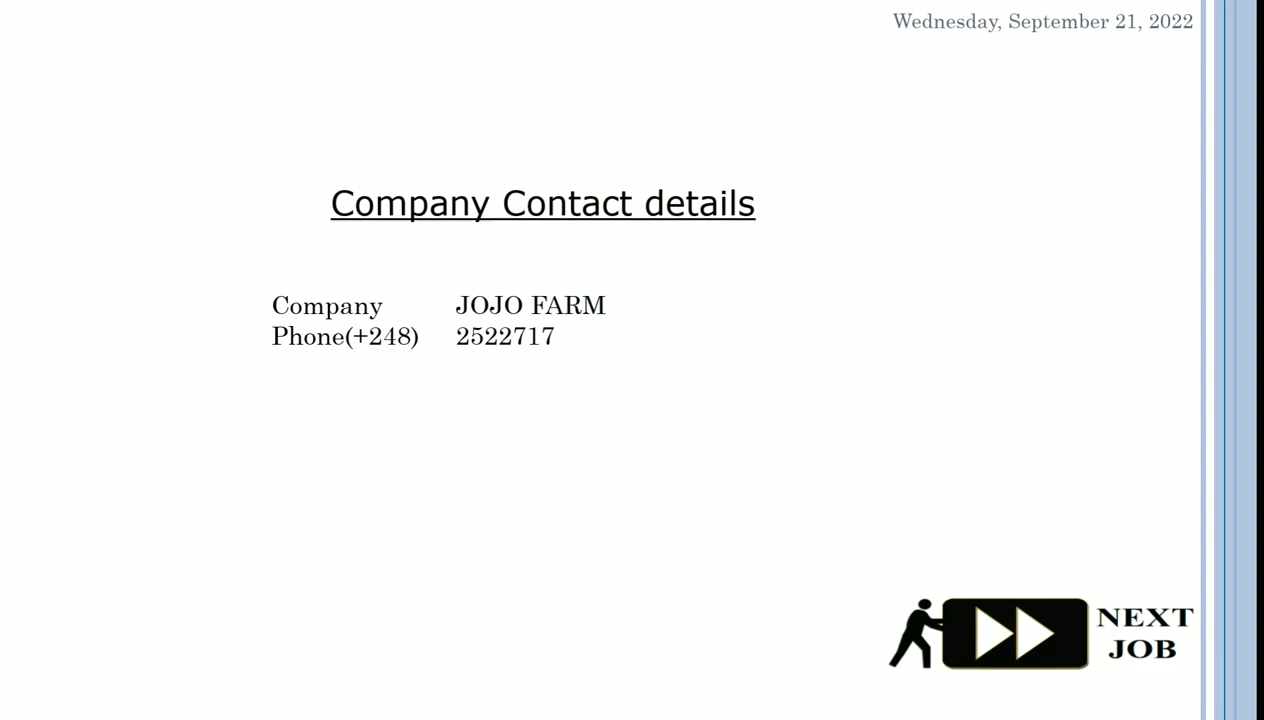 Wednesday, September 21, 2022
Company Contact details
Company JOJO FARM
Phone(+248) 2522717
NEXT
JOB